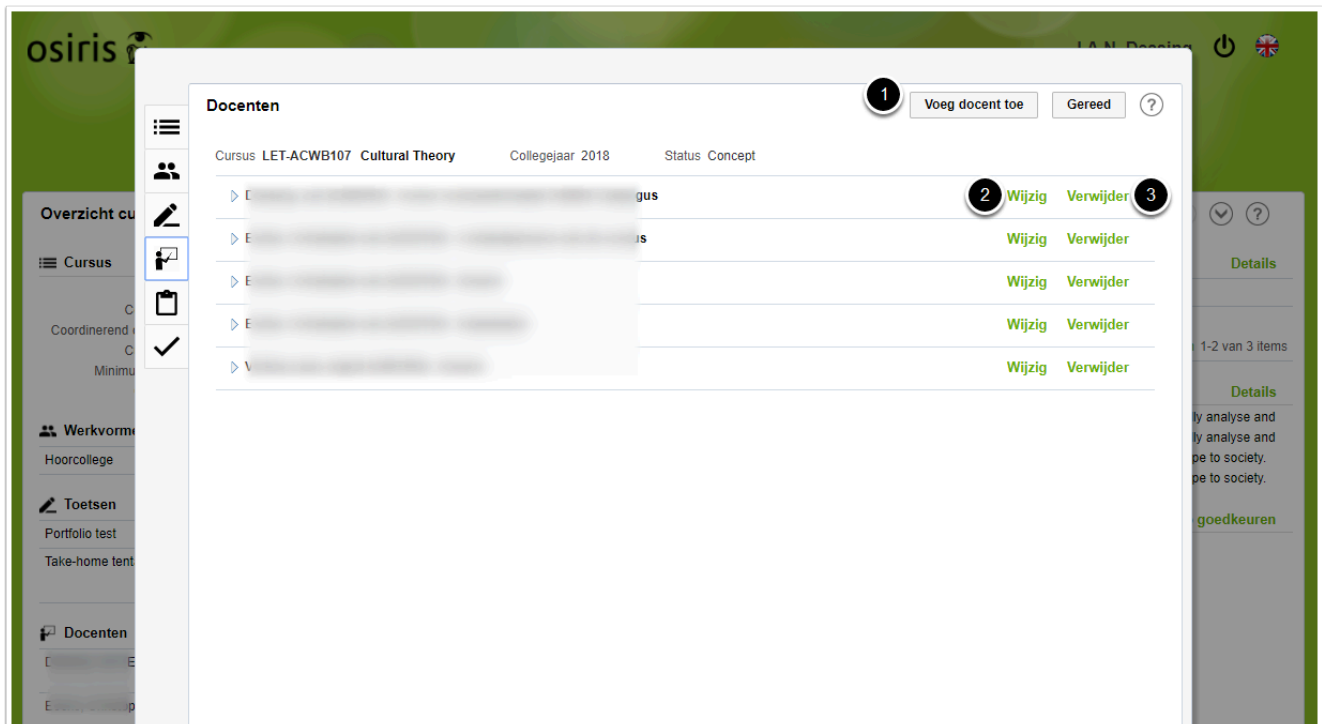 osiris
Docenten
1
Voeg docent toe
Gereed
?
Cursus LET-ACWB107 Cultural Theory
Collegejaar 2018
Status Concept
2
Wijzig
Verwijder
3
Wijzig
Verwijder
Wijzig
Verwijder
Wijzig
Verwijder
Wijzig
Verwijder
Overzicht
?
Cursus
Details
Coordinerend
1-2 van 3 items
Details
Werkvorme
ly analyse and
ly analyse and
Hoorcollege
pe to society.
pe to society.
Toetsen
goedkeuren
Portfolio test
Take-home tent
Docenten